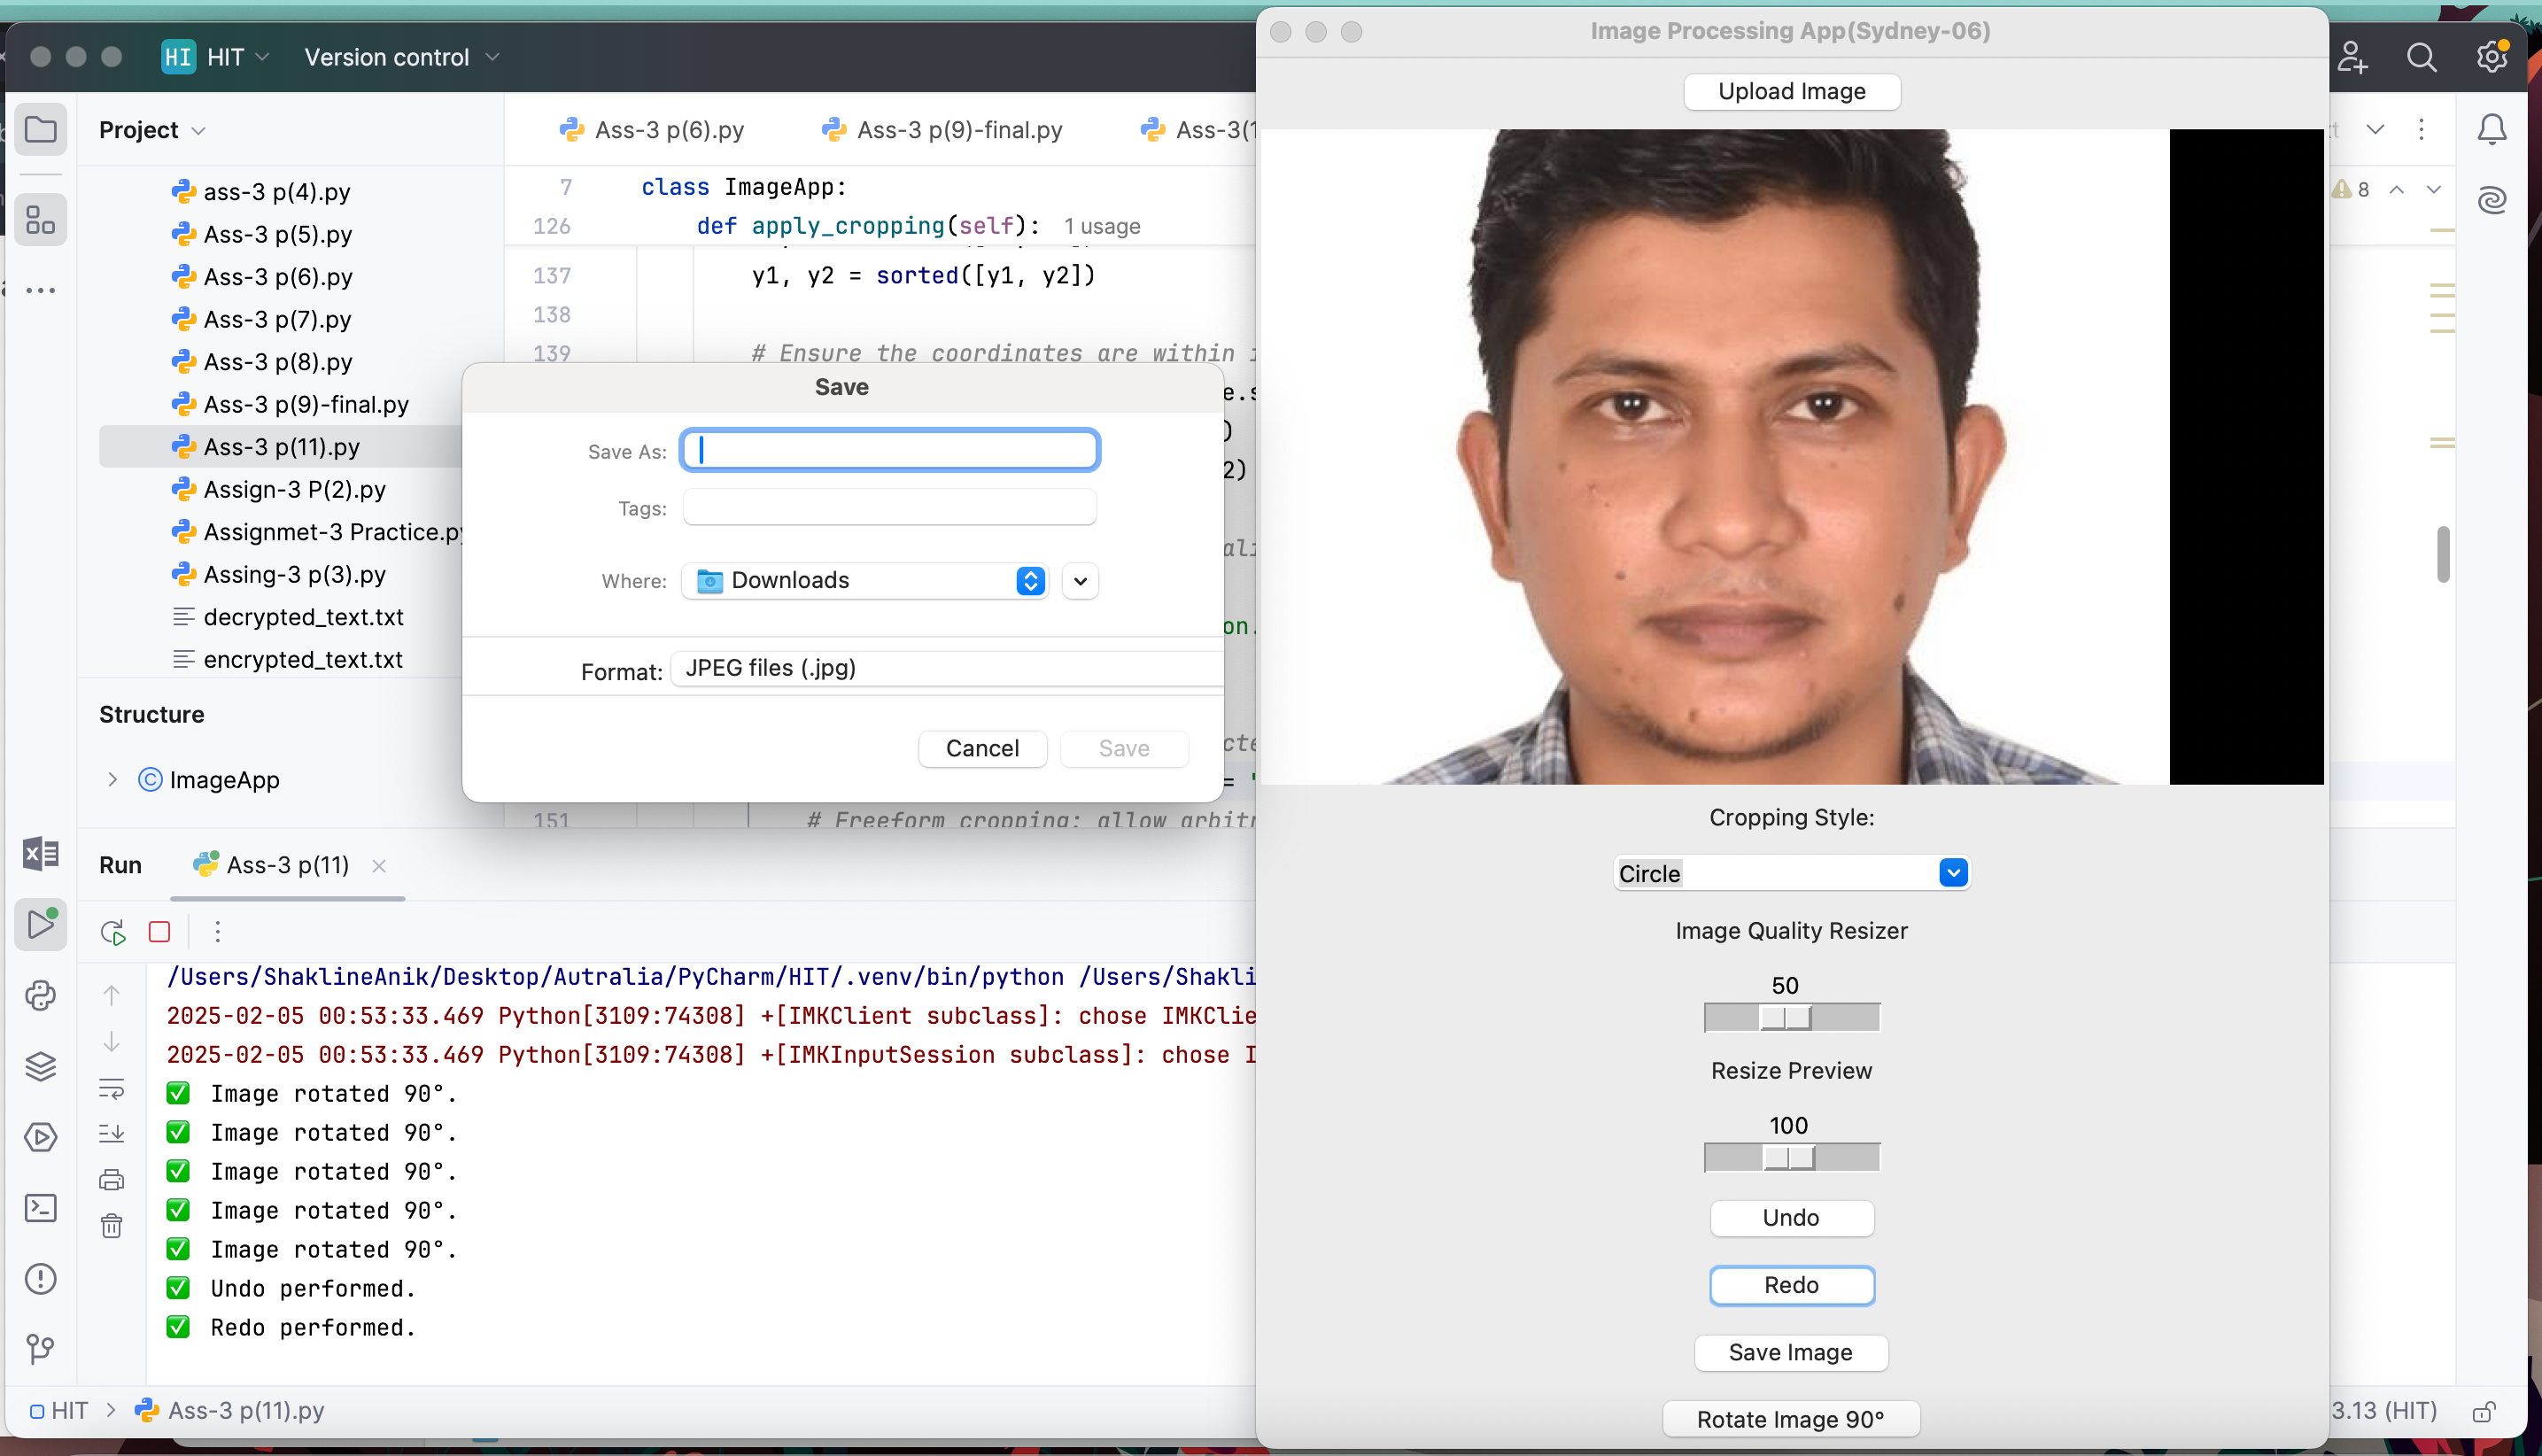 HI HIT Version control
Image Processing App(Sydney-06)
Project
Ass-3 p(6).py Ass-3 p(9)-final.py Ass-3(1
Upload Image
8
ass-3 p(4).py
Ass-3 p(5).py
Ass-3 p(6).py
Ass-3 p(7).py
Ass-3 p(8).py
Ass-3 p(9)-final.py
Ass-3 p(11).py
Assign-3 P(2).py
Assignmet-3 Practice.py
Assing-3 p(3).py
decrypted_text.txt
encrypted_text.txt
7 class ImageApp:
126 def apply_cropping(self): 1 usage
137 y1, y2 = sorted([y1, y2])
138
139 # Ensure the coordinates are within
e.s
)
2)
ali
on.
cte
= "
151 # Freeform cropping: allow arbitr
Save
Save As:
Tags:
Where: Downloads
Format: JPEG files (.jpg)
Cancel Save
Structure
ImageApp
Run Ass-3 p(11)
/Users/ShaklineAnik/Desktop/Autralia/PyCharm/HIT/.venv/bin/python /Users/Shakli
2025-02-05 00:53:33.469 Python[3109:74308] +[IMKClient subclass]: chose IMKClie
2025-02-05 00:53:33.469 Python[3109:74308] +[IMKInputSession subclass]: chose I
✅ Image rotated 90°.
✅ Image rotated 90°.
✅ Image rotated 90°.
✅ Image rotated 90°.
✅ Image rotated 90°.
✅ Undo performed.
✅ Redo performed.
Cropping Style:
Circle
Image Quality Resizer
50
Resize Preview
100
Undo
Redo
Save Image
Rotate Image 90°
HIT > Ass-3 p(11).py
3.13 (HIT)